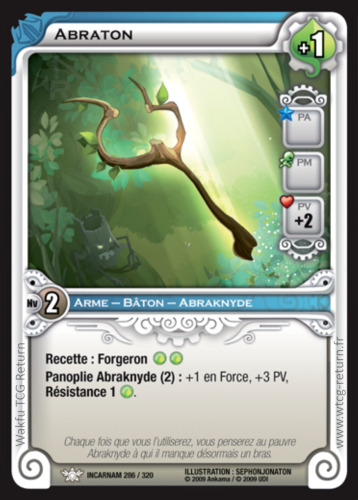 ABRATON
+1
PA
PM
PV
+2
Nv 2
ARME – BÂTON – ABRAKNYDE
Recette : Forgeron
Panoplie Abraknyde (2) : +1 en Force, +3 PV,
Résistance 1 .
Chaque fois que vous l'utiliserez, vous penserez au pauvre
Abraknyde à qui il manque désormais un bras.
INCARNAM 286 / 320
ILLUSTRATION : SEPHONJONATON
© 2009 Ankama / © 2009 UDI
Wakfu TCG Return
www.wtcg-return.fr